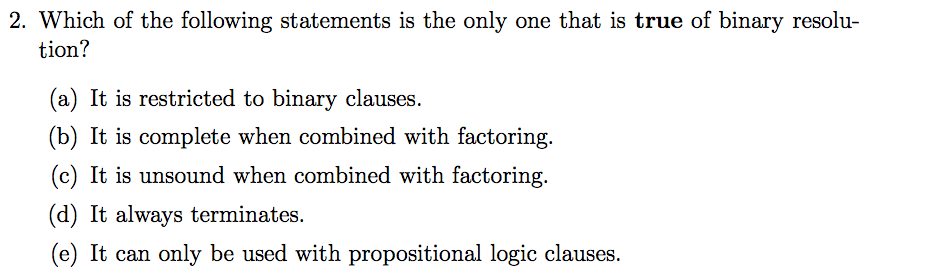 2. Which of the following statements is the only one that is true of binary resolu-
tion?
(a) It is restricted to binary clauses.
(b) It is complete when combined with factoring.
(c) It is unsound when combined with factoring.
(d) It always terminates.
(e) It can only be used with propositional logic clauses.